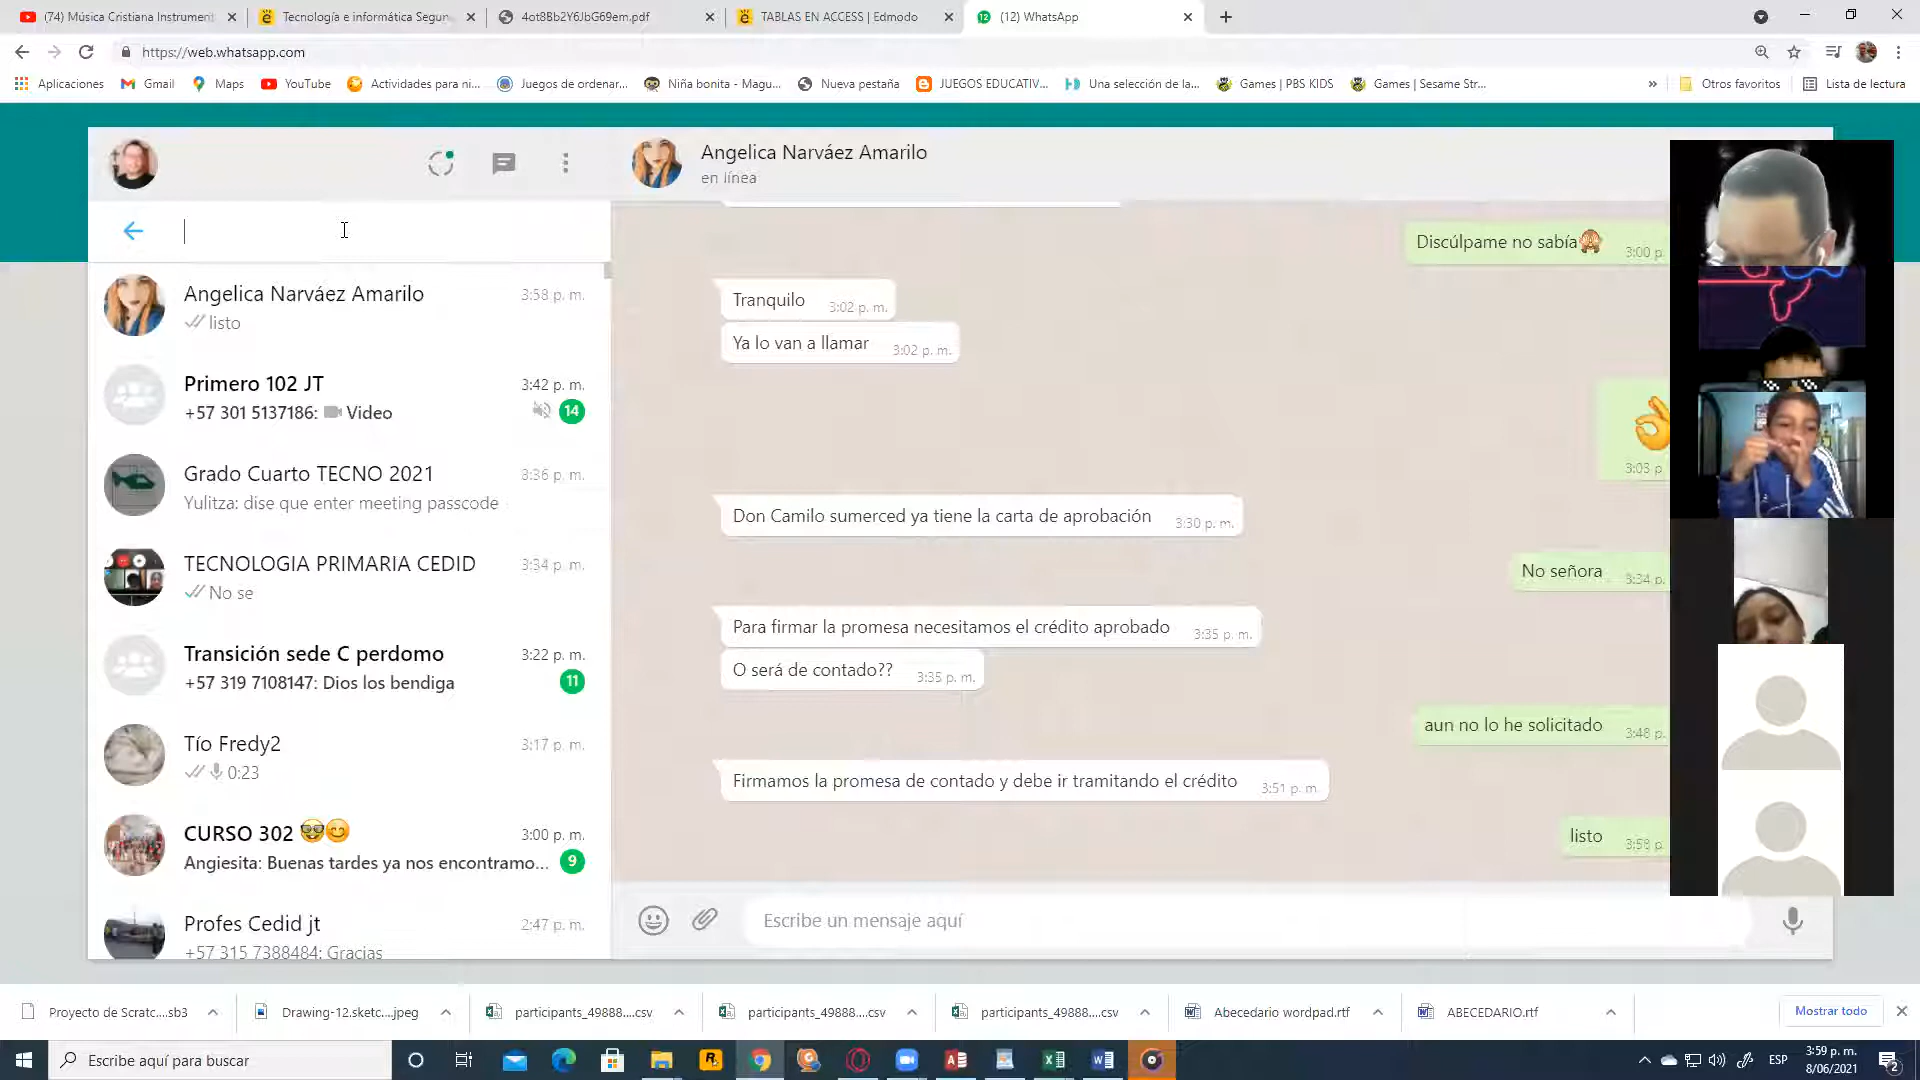 (74) Música Cristiana Instrument
Tecnología e informática Segun
4ot8Bb2Y6JbG69em.pdf
TABLAS EN ACCESS | Edmodo
(12) WhatsApp
https://web.whatsapp.com
Aplicaciones
Gmail
Maps
YouTube
Actividades para ni...
Juegos de ordenar...
Niña bonita - Magu...
Nueva pestaña
JUEGOS EDUCATIV...
Una selección de la...
Games | PBS KIDS
Games | Sesame Str...
»
Otros favoritos
Lista de lectura
Angelica Narváez Amarilo
3:58 p. m.
listo
Primero 102 JT
3:42 p. m.
+57 301 5137186: Video
14
Grado Cuarto TECNO 2021
3:36 p. m.
Yulitza: dise que enter meeting passcode
TECNOLOGIA PRIMARIA CEDID
3:34 p. m.
No se
Transición sede C perdomo
3:22 p. m.
+57 319 7108147: Dios los bendiga
11
Tío Fredy2
3:17 p. m.
0:23
CURSO 302 🤓😊
3:00 p. m.
Angiesita: Buenas tardes ya nos encontramo...
9
Profes Cedid jt
2:47 p. m.
+57 315 7388484: Gracias
Angelica Narváez Amarilo
en línea
Discúlpame no sabía🙈 3:00 p
Tranquilo 3:02 p. m.
Ya lo van a llamar 3:02 p. m.
👌
3:03 p
Don Camilo sumerced ya tiene la carta de aprobación 3:30 p. m.
No señora 3:34 p.
Para firmar la promesa necesitamos el crédito aprobado 3:35 p. m.
O será de contado?? 3:35 p. m.
aun no lo he solicitado 3:48 p.
Firmamos la promesa de contado y debe ir tramitando el crédito 3:51 p. m.
listo 3:58 p.
Escribe un mensaje aquí
Proyecto de Scratc....sb3
Drawing-12.sketc....jpeg
participants_49888....csv
participants_49888....csv
participants_49888....csv
Abecedario wordpad.rtf
ABECEDARIO.rtf
Mostrar todo
Escribe aquí para buscar
ESP
3:59 p. m.
8/06/2021
2